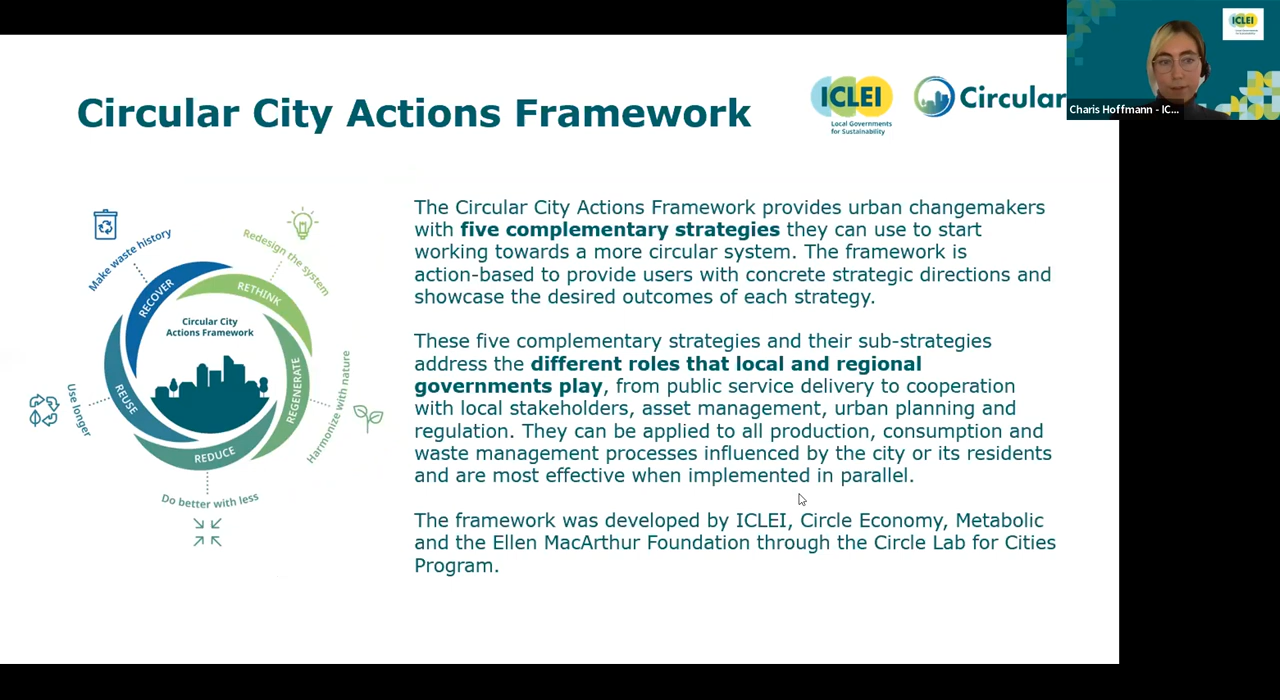 Circular City Actions Framework
ICLEI
Local Governments
for Sustainability
Circular
ICLEI
Charis Hoffmann - IC...
Make waste history
Redesign the system
RECOVER
RETHINK
Circular City
Actions Framework
REUSE
REGENERATE
Use longer
Harmonize with nature
REDUCE
Do better with less
The Circular City Actions Framework provides urban changemakers
with five complementary strategies they can use to start
working towards a more circular system. The framework is
action-based to provide users with concrete strategic directions and
showcase the desired outcomes of each strategy.
These five complementary strategies and their sub-strategies
address the different roles that local and regional
governments play, from public service delivery to cooperation
with local stakeholders, asset management, urban planning and
regulation. They can be applied to all production, consumption and
waste management processes influenced by the city or its residents
and are most effective when implemented in parallel.
The framework was developed by ICLEI, Circle Economy, Metabolic
and the Ellen MacArthur Foundation through the Circle Lab for Cities
Program.